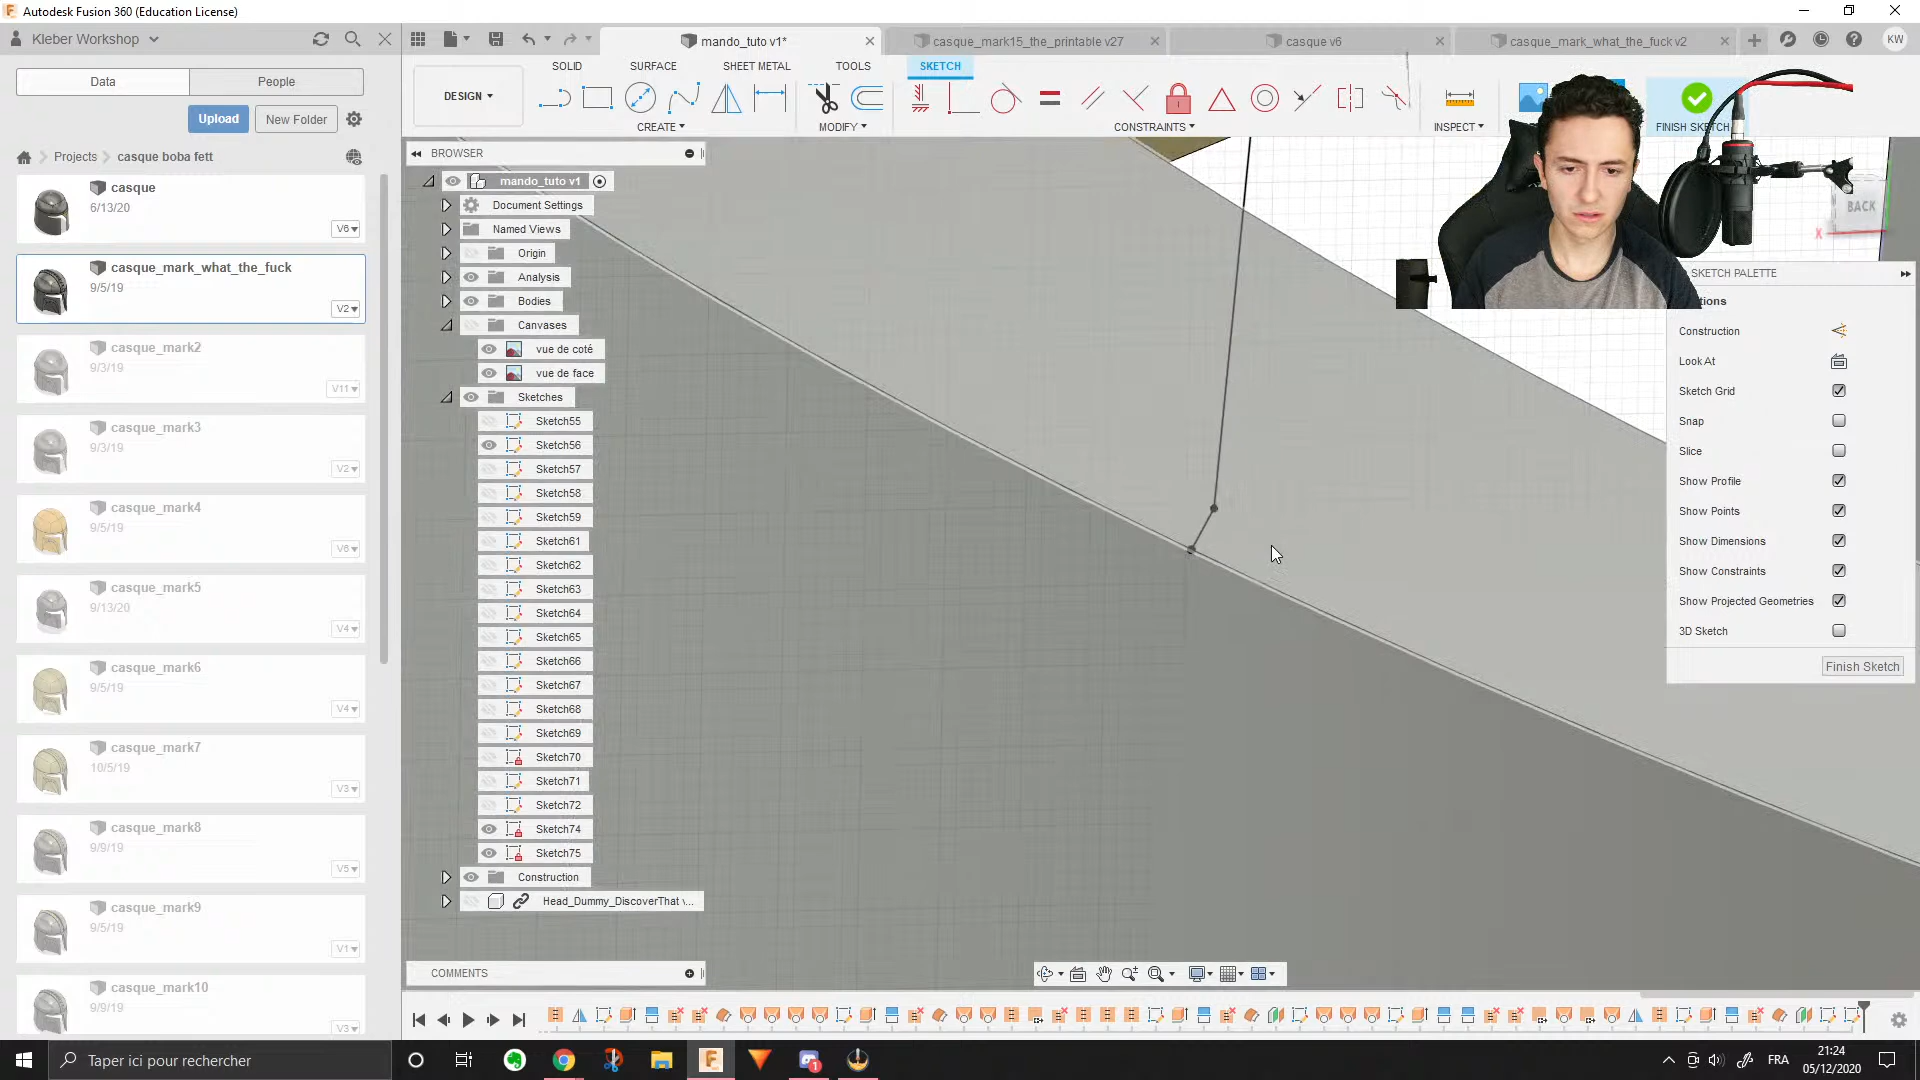 Autodesk Fusion 360 (Education License)
Kleber Workshop
mando_tuto v1*
casque_mark15_the_printable v27
casque v6
casque_mark_what_the_fuck v2
KW
Data
People
SOLID
SURFACE
SHEET METAL
TOOLS
SKETCH
DESIGN
CREATE
MODIFY
CONSTRAINTS
INSPECT
FINISH SKETCH
Upload
New Folder
Projects
casque boba fett
casque
6/13/20
V6
casque_mark_what_the_fuck
9/5/19
V2
casque_mark2
9/3/19
V11
casque_mark3
9/3/19
V2
casque_mark4
9/5/19
V6
casque_mark5
9/13/20
V4
casque_mark6
9/5/19
V4
casque_mark7
10/5/19
V3
casque_mark8
9/9/19
V5
casque_mark9
9/5/19
V1
casque_mark10
9/9/19
V3
BROWSER
mando_tuto v1
Document Settings
Named Views
Origin
Analysis
Bodies
Canvases
vue de coté
vue de face
Sketches
Sketch55
Sketch56
Sketch57
Sketch58
Sketch59
Sketch61
Sketch62
Sketch63
Sketch64
Sketch65
Sketch66
Sketch67
Sketch68
Sketch69
Sketch70
Sketch71
Sketch72
Sketch74
Sketch75
Construction
Head_Dummy_DiscoverThat v...
COMMENTS
BACK
X
SKETCH PALETTE
Construction
Look At
Sketch Grid
Snap
Slice
Show Profile
Show Points
Show Dimensions
Show Constraints
Show Projected Geometries
3D Sketch
Finish Sketch
Taper ici pour rechercher
FRA
21:24
05/12/2020